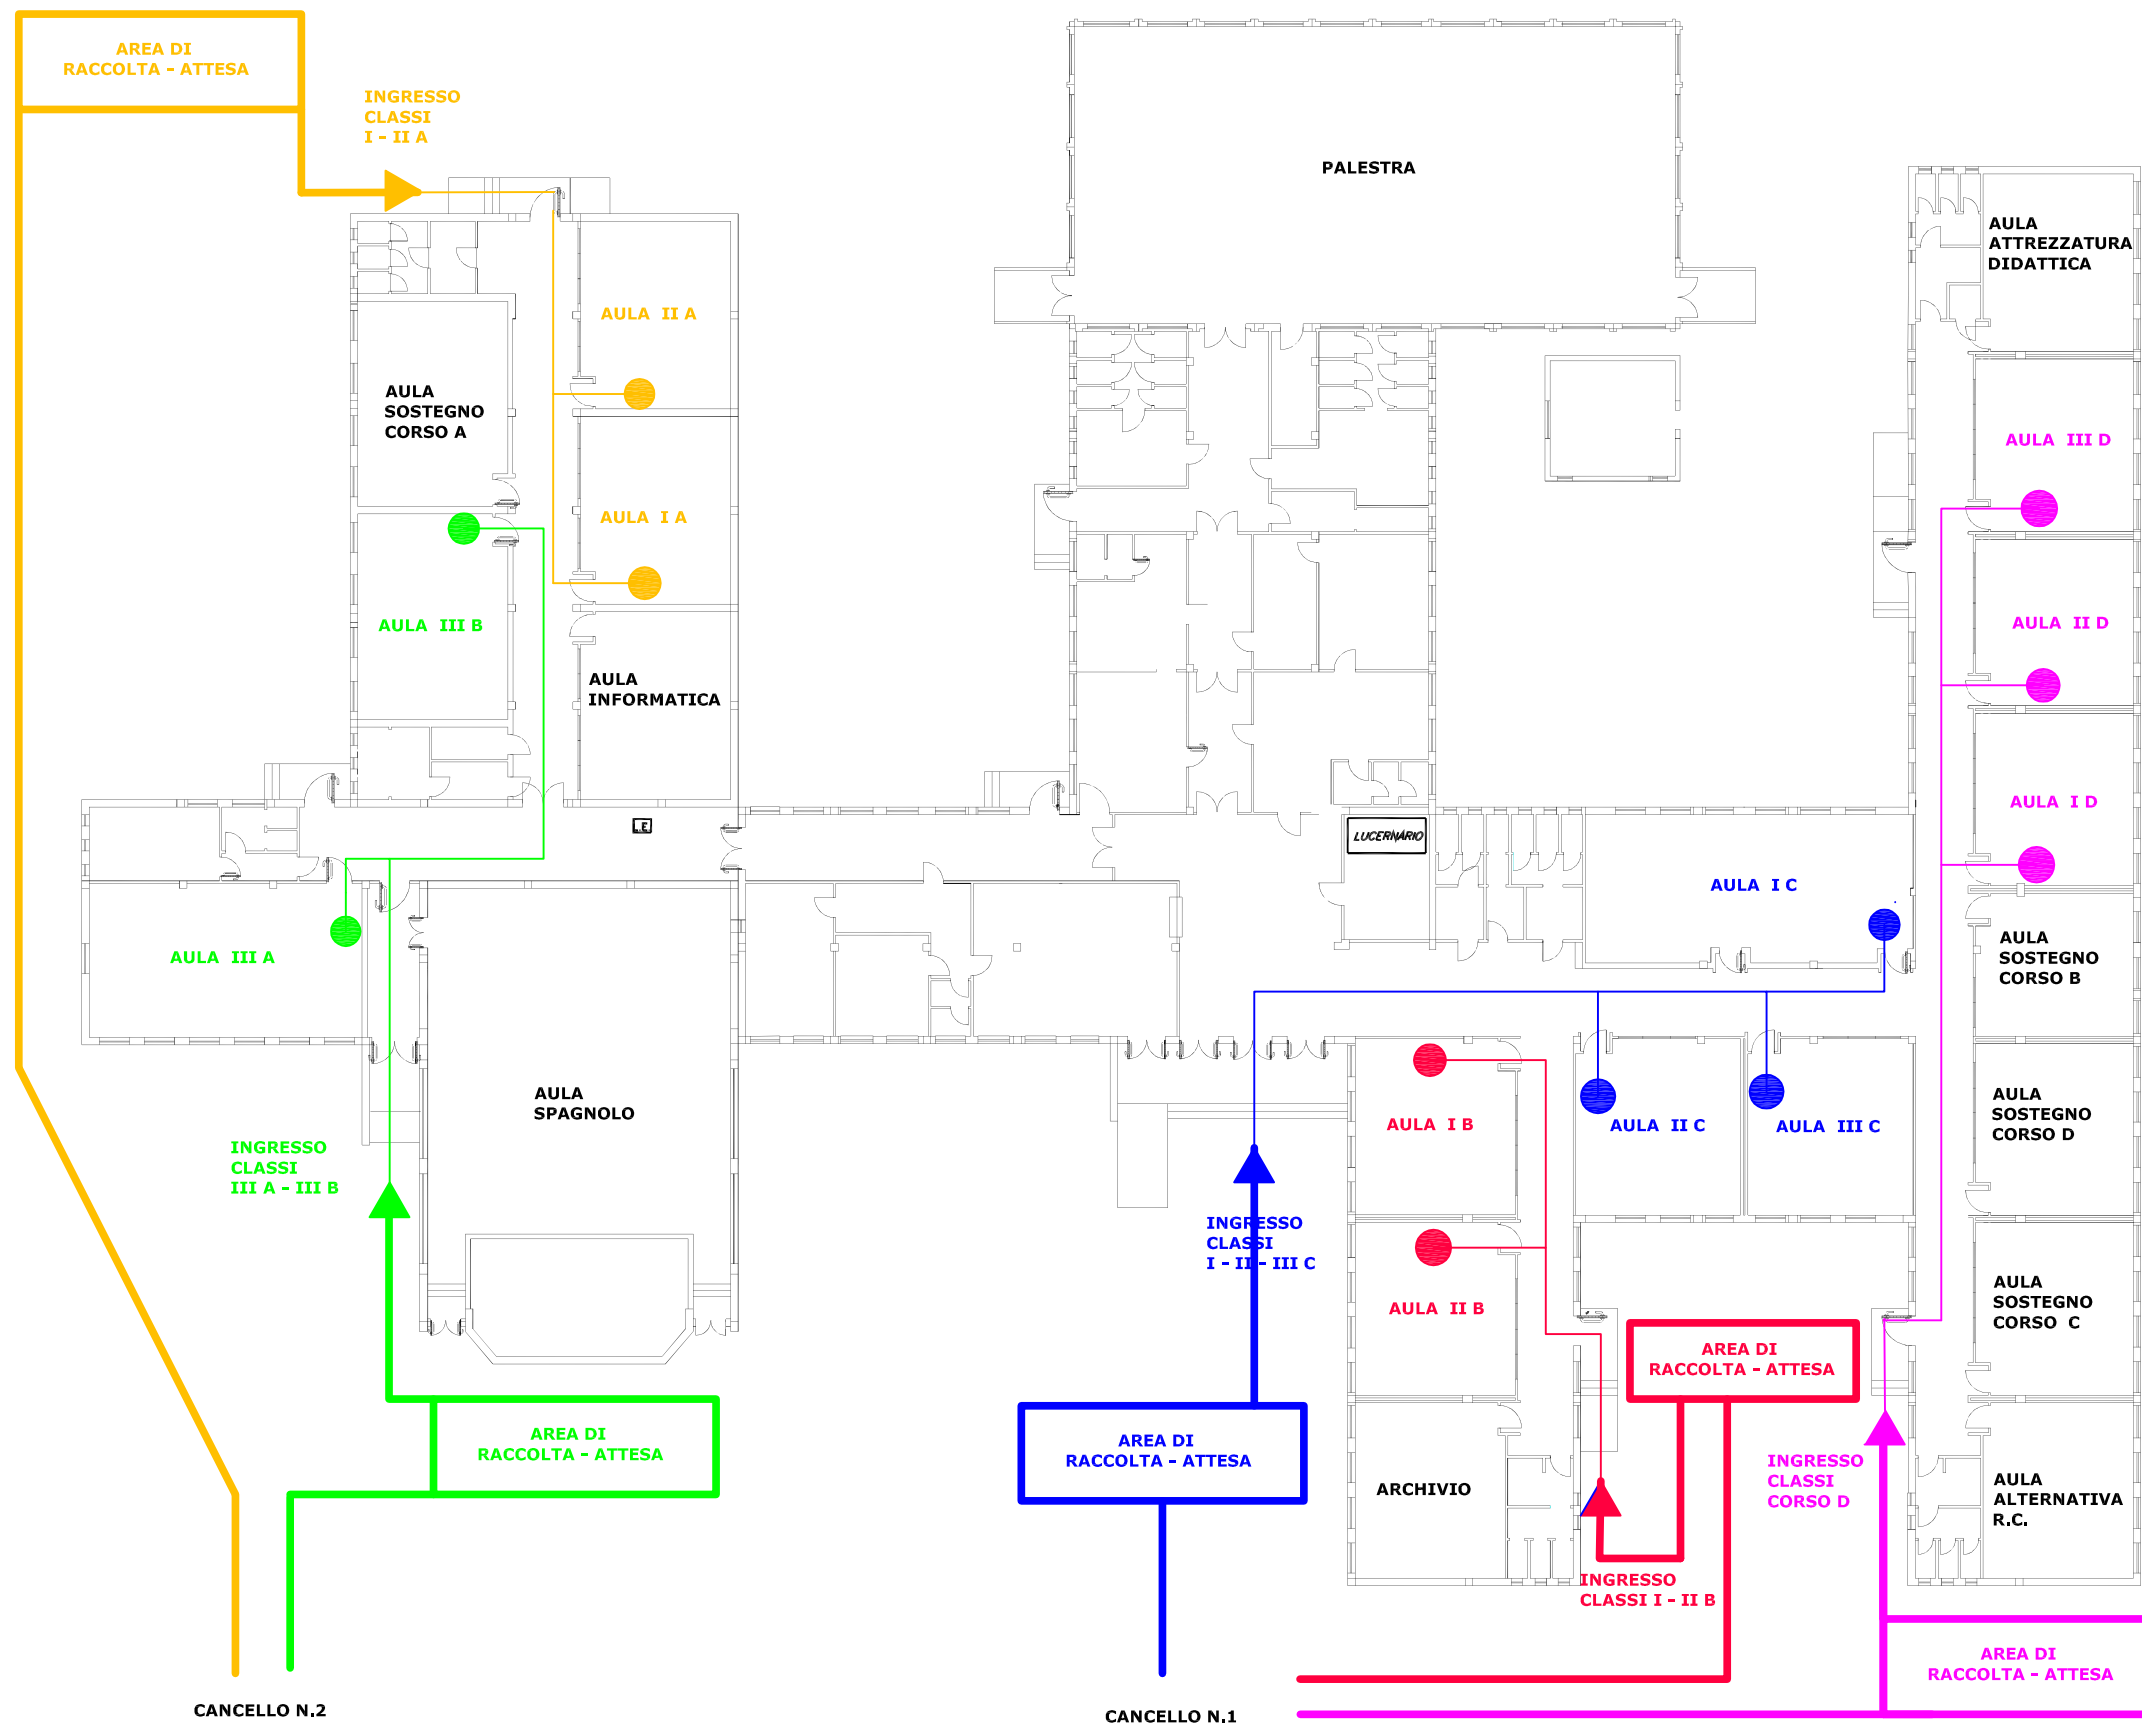 AREA DI
RACCOLTA - ATTESA
INGRESSO
CLASSI
I - II A
PALESTRA
AULA
ATTREZZATURA
DIDATTICA
AULA II A
AULA
SOSTEGNO
CORSO A
AULA III D
AULA I A
AULA III B
AULA II D
AULA
INFORMATICA
AULA I D
L.E
LUCERNARIO
AULA I C
AULA III A
AULA
SOSTEGNO
CORSO B
AULA
SPAGNOLO
AULA I B
AULA II C
AULA III C
AULA
SOSTEGNO
CORSO D
INGRESSO
CLASSI
III A - III B
INGRESSO
CLASSI
I - II - III C
AULA II B
AULA
SOSTEGNO
CORSO C
AREA DI
RACCOLTA - ATTESA
AREA DI
RACCOLTA - ATTESA
AREA DI
RACCOLTA - ATTESA
INGRESSO
CLASSI
CORSO D
ARCHIVIO
AULA
ALTERNATIVA
R.C.
INGRESSO
CLASSI I - II B
AREA DI
RACCOLTA - ATTESA
CANCELLO N.2
CANCELLO N.1